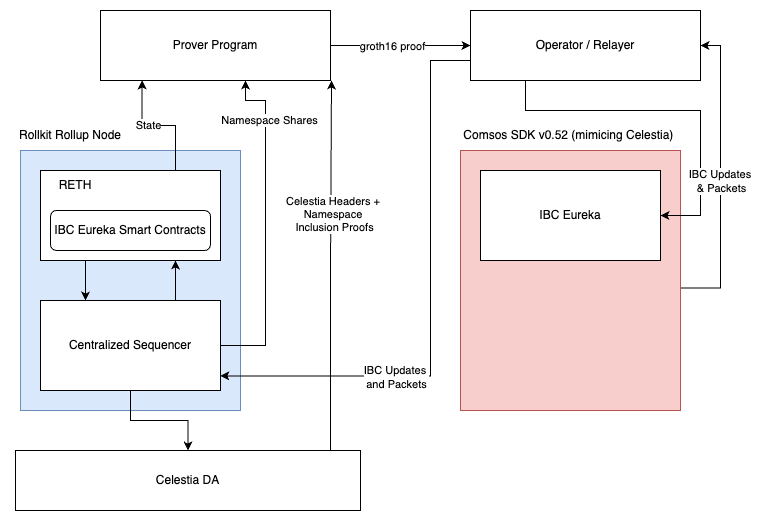 Prover Program
groth16 proof
Operator / Relayer
State
Namespace Shares
Rollkit Rollup Node
Comsos SDK v0.52 (mimicing Celestia)
RETH
IBC Eureka Smart Contracts
Celestia Headers +
Namespace
Inclusion Proofs
IBC Eureka
IBC Updates
& Packets
Centralized Sequencer
IBC Updates
and Packets
Celestia DA